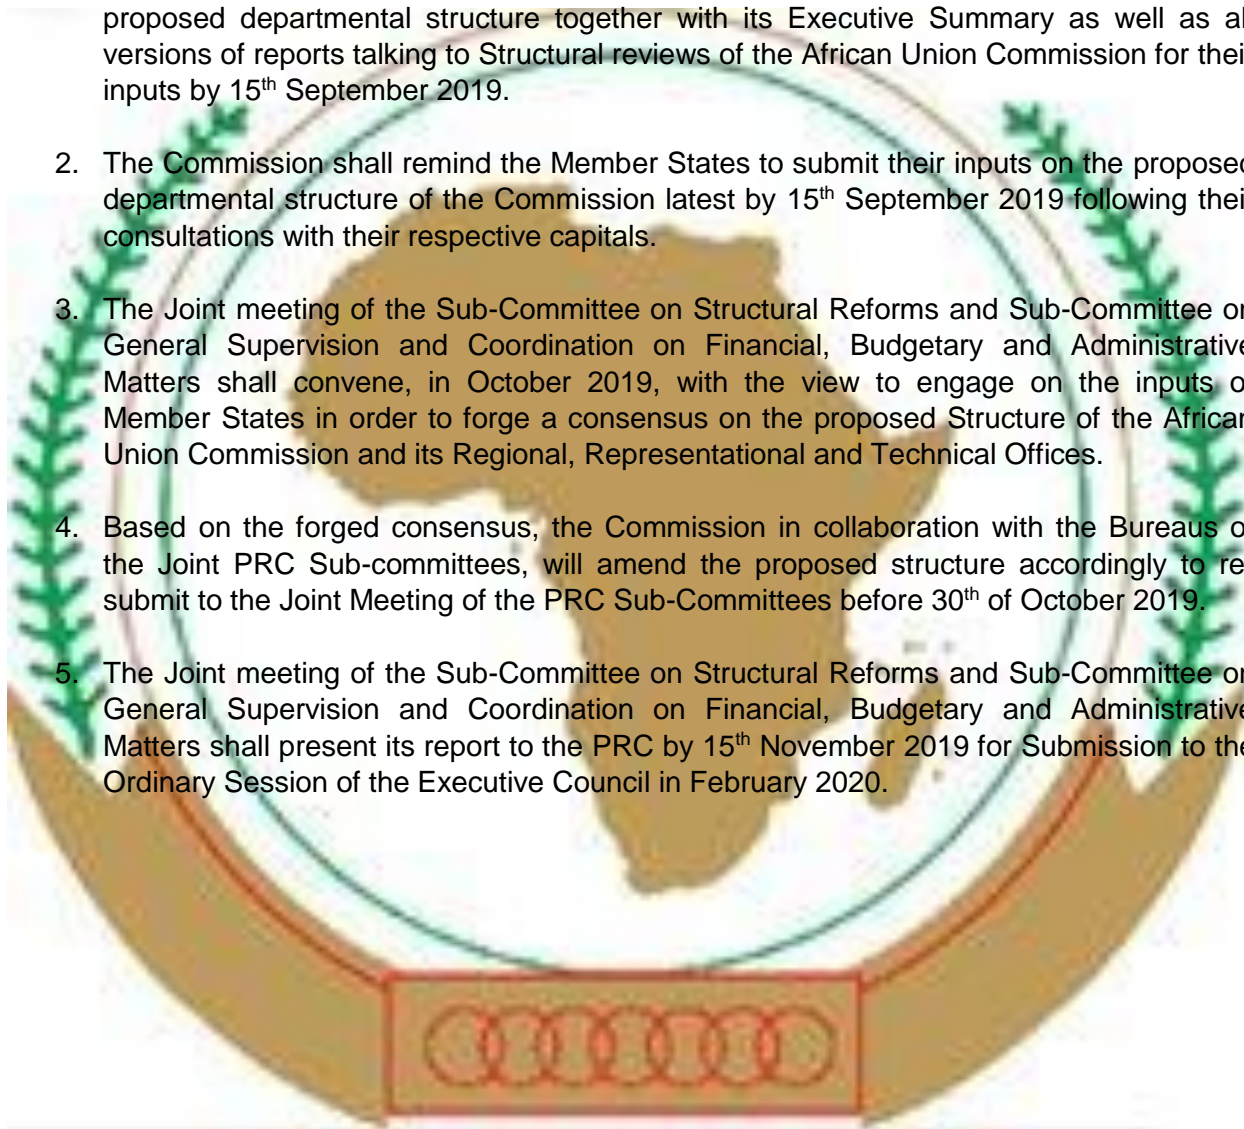 proposed departmental structure together with its Executive Summary as well as al
versions of reports talking to Structural reviews of the African Union Commission for thei
inputs by 15th September 2019.
2. The Commission shall remind the Member States to submit their inputs on the proposed
departmental structure of the Commission latest by 15th September 2019 following thei
consultations with their respective capitals.
3. The Joint meeting of the Sub-Committee on Structural Reforms and Sub-Committee on
General Supervision and Coordination on Financial, Budgetary and Administrative
Matters shall convene, in October 2019, with the view to engage on the inputs o
Member States in order to forge a consensus on the proposed Structure of the African
Union Commission and its Regional, Representational and Technical Offices.
4. Based on the forged consensus, the Commission in collaboration with the Bureaus o
the Joint PRC Sub-committees, will amend the proposed structure accordingly to re
submit to the Joint Meeting of the PRC Sub-Committees before 30th of October 2019.
5. The Joint meeting of the Sub-Committee on Structural Reforms and Sub-Committee on
General Supervision and Coordination on Financial, Budgetary and Administrative
Matters shall present its report to the PRC by 15th November 2019 for Submission to the
Ordinary Session of the Executive Council in February 2020.